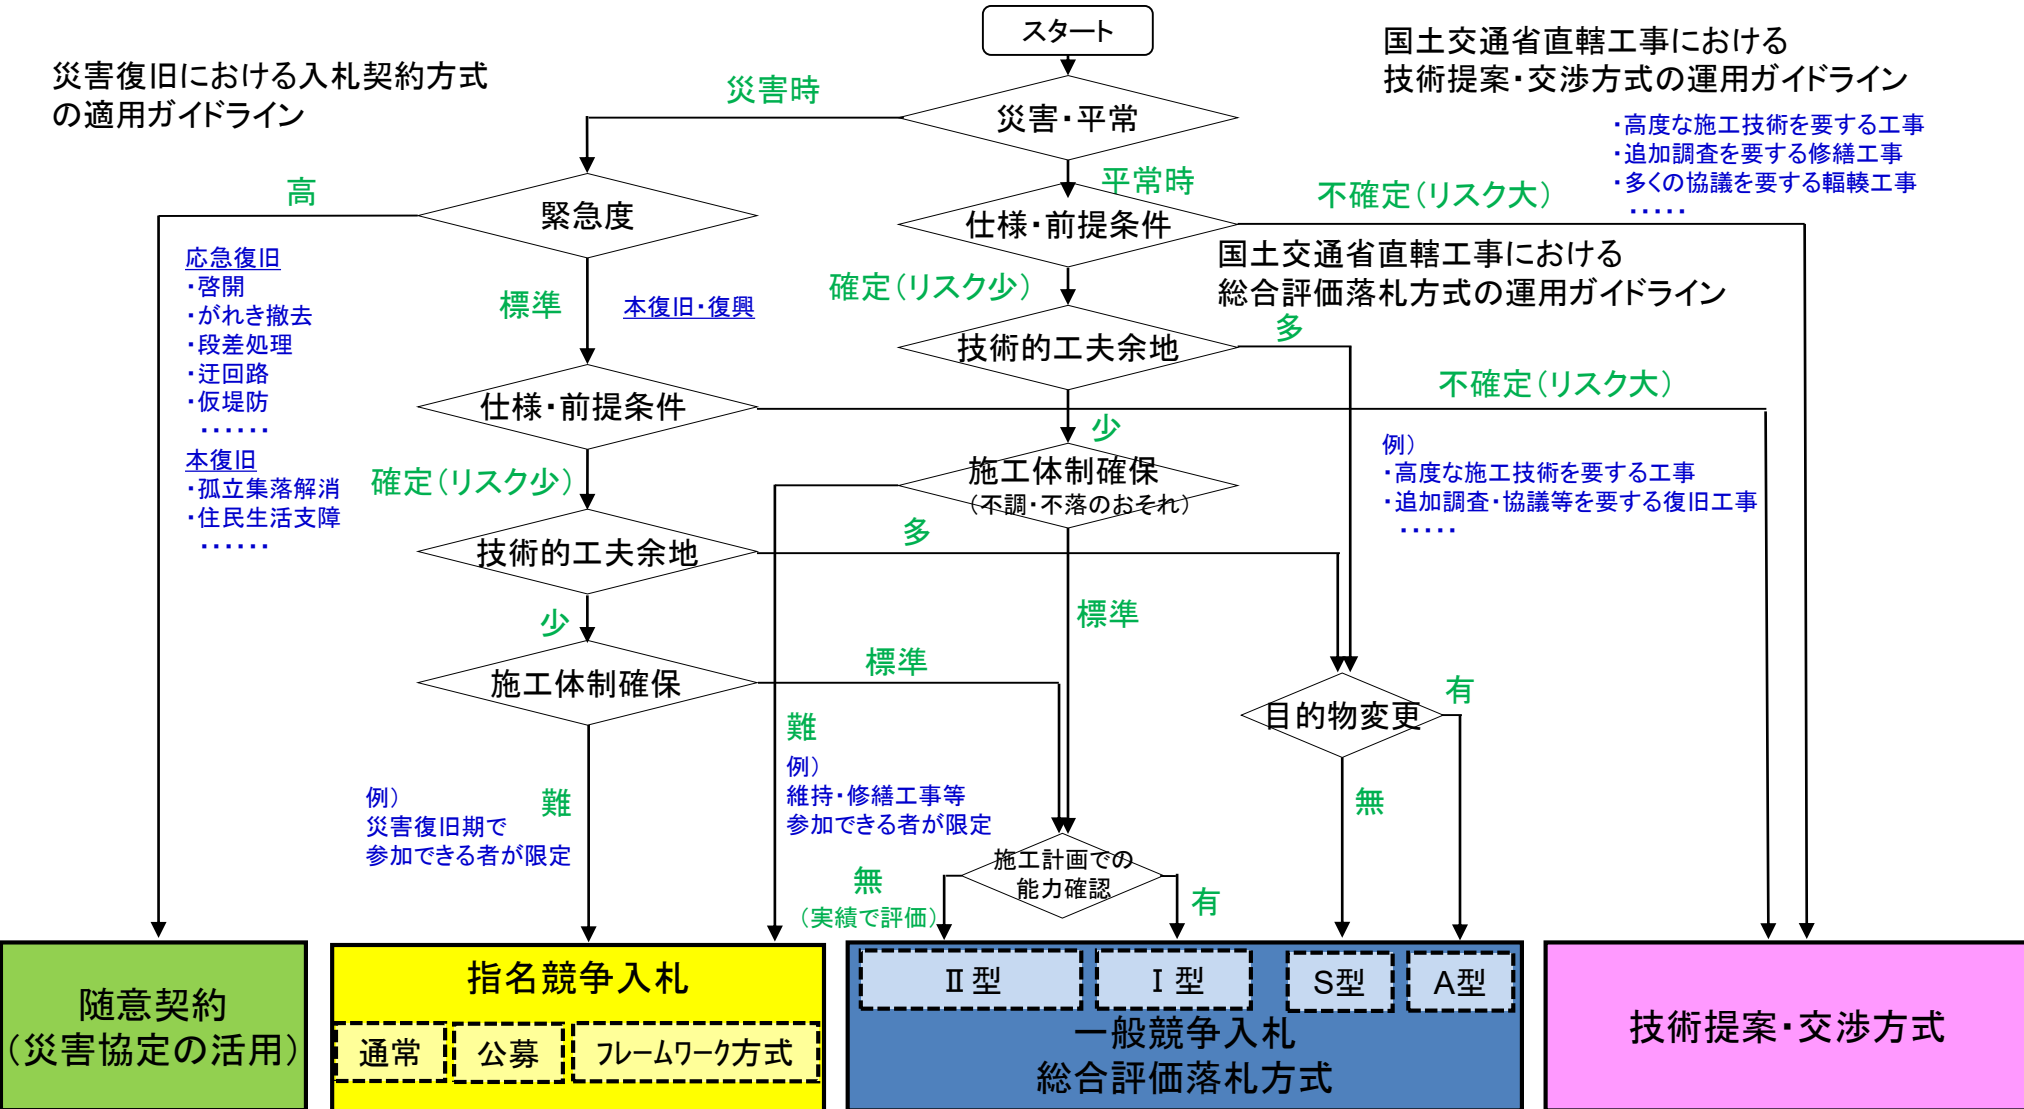 スタート
災害復旧における入札契約方式
の適用ガイドライン
国土交通省直轄工事における
技術提案・交渉方式の運用ガイドライン
災害時
災害・平常
・高度な施工技術を要する工事
・追加調査を要する修繕工事
・多くの協議を要する輻輳工事
・・・・・
高
緊急度
平常時
仕様・前提条件
不確定(リスク大)
国土交通省直轄工事における
総合評価落札方式の運用ガイドライン
応急復旧
・啓開
・がれき撤去
・段差処理
・迂回路
・仮堤防
・・・・・・
本復旧
・孤立集落解消
・住民生活支障
・・・・・・
標準
本復旧・復興
確定(リスク少)
技術的工夫余地
多
仕様・前提条件
不確定(リスク大)
少
例)
・高度な施工技術を要する工事
・追加調査・協議等を要する復旧工事
・・・・・
確定(リスク少)
施工体制確保
(不調・不落のおそれ)
技術的工夫余地
多
少
標準
施工体制確保
標準
目的物変更
有
難
例)
災害復旧期で
参加できる者が限定
難
例)
維持・修繕工事等
参加できる者が限定
無
施工計画での
能力確認
無
(実績で評価)
有
随意契約
(災害協定の活用)
指名競争入札
通常
公募
フレームワーク方式
Ⅱ型
Ⅰ型
S型
A型
一般競争入札
総合評価落札方式
技術提案・交渉方式